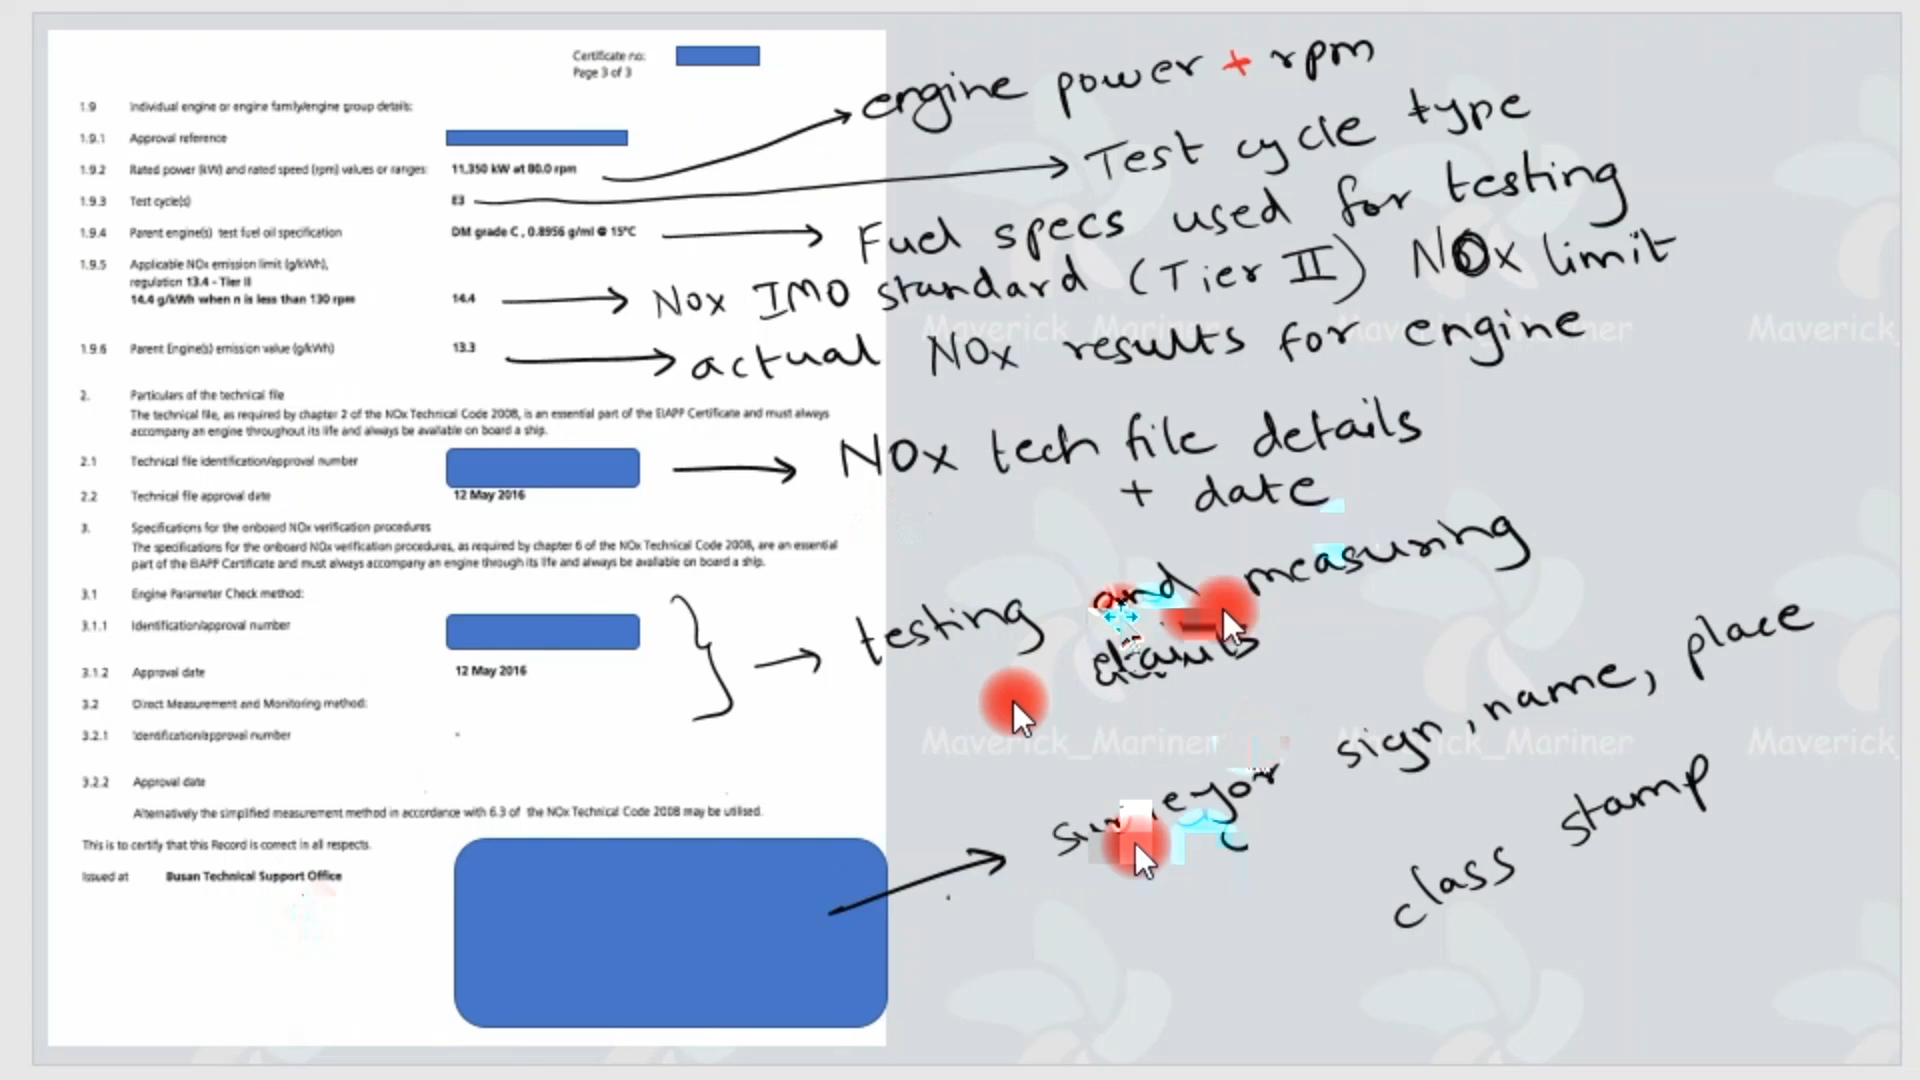 Certificate no:
Page 3 of 3
1.9 Individual engine or engine family/engine group details:
1.9.1 Approval reference
1.9.2 Rated power (kW) and rated speed (rpm) values or ranges: 11,350 kW at 80.0 rpm
1.9.3 Test cycle(s) E3
1.9.4 Parent engine(s) test fuel oil specification DM grade C , 0.8956 g/ml @ 15°C
1.9.5 Applicable NOx emission limit (g/kWh),
regulation 13.4 - Tier II
14.4 g/kWh when n is less than 130 rpm 14.4
1.9.6 Parent Engine(s) emission value (g/kWh) 13.3
2. Particulars of the technical file
The technical file, as required by chapter 2 of the NOx Technical Code 2008, is an essential part of the EIAPP Certificate and must always
accompany an engine throughout its life and always be available on board a ship.
2.1 Technical file identification/approval number
2.2 Technical file approval date 12 May 2016
3. Specifications for the onboard NOx verification procedures
The specifications for the onboard NOx verification procedures, as required by chapter 6 of the NOx Technical Code 2008, are an essential
part of the EIAPP Certificate and must always accompany an engine through its life and always be available on board a ship.
3.1 Engine Parameter Check method:
3.1.1 Identification/approval number
3.1.2 Approval date 12 May 2016
3.2 Direct Measurement and Monitoring method:
3.2.1 Identification/approval number -
3.2.2 Approval date
Alternatively the simplified measurement method in accordance with 6.3 of the NOx Technical Code 2008 may be utilised.
This is to certify that this Record is correct in all respects.
Issued at Busan Technical Support Office
engine power + rpm
Test cycle type
Fuel specs used for testing
NOx IMO standard (Tier II) NOx limit
actual NOx results for engine
NOx tech file details
+ date
testing and measuring
surveyor sign, name, place
class stamp
Maverick_Mariner
Maverick_Mariner
Maverick_
Maverick_Mariner
Mariner
Maverick_